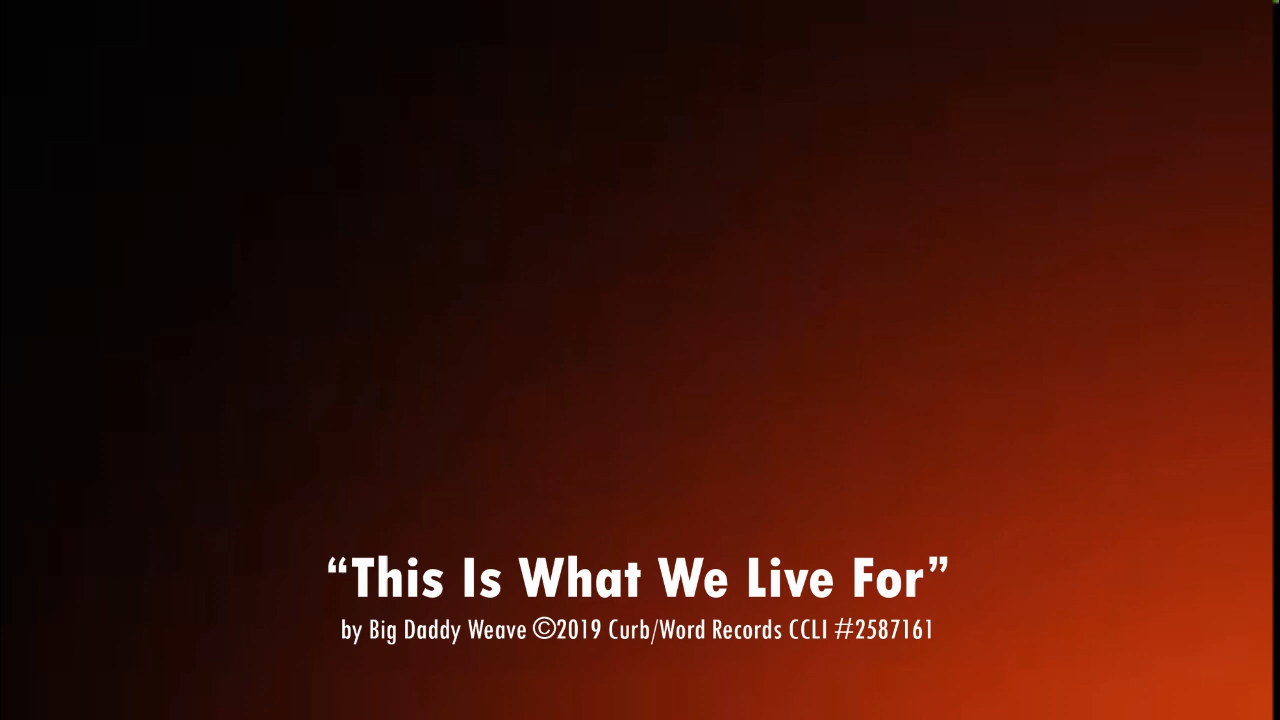 “This Is What We Live For”
by Big Daddy Weave ©2019 Curb/Word Records CCLI #2587161